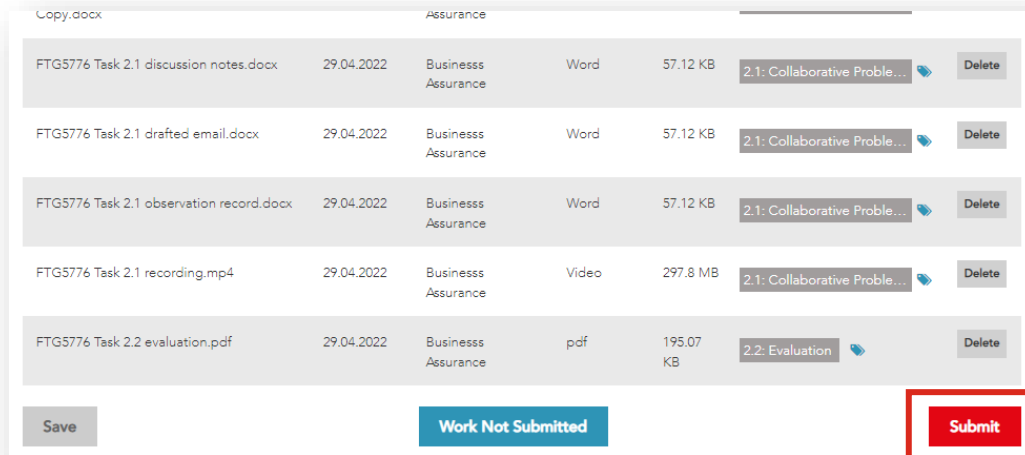 Copy.docx Assurance
FTG5776 Task 2.1 discussion notes.docx 29.04.2022 Businesss Word 57.12 KB 2.1: Collaborative Proble... Delete
Assurance
FTG5776 Task 2.1 drafted email.docx 29.04.2022 Businesss Word 57.12 KB 2.1: Collaborative Proble... Delete
Assurance
FTG5776 Task 2.1 observation record.docx 29.04.2022 Businesss Word 57.12 KB 2.1: Collaborative Proble... Delete
Assurance
FTG5776 Task 2.1 recording.mp4 29.04.2022 Businesss Video 297.8 MB 2.1: Collaborative Proble... Delete
Assurance
FTG5776 Task 2.2 evaluation.pdf 29.04.2022 Businesss pdf 195.07 2.2: Evaluation Delete
Assurance KB
Save Work Not Submitted Submit